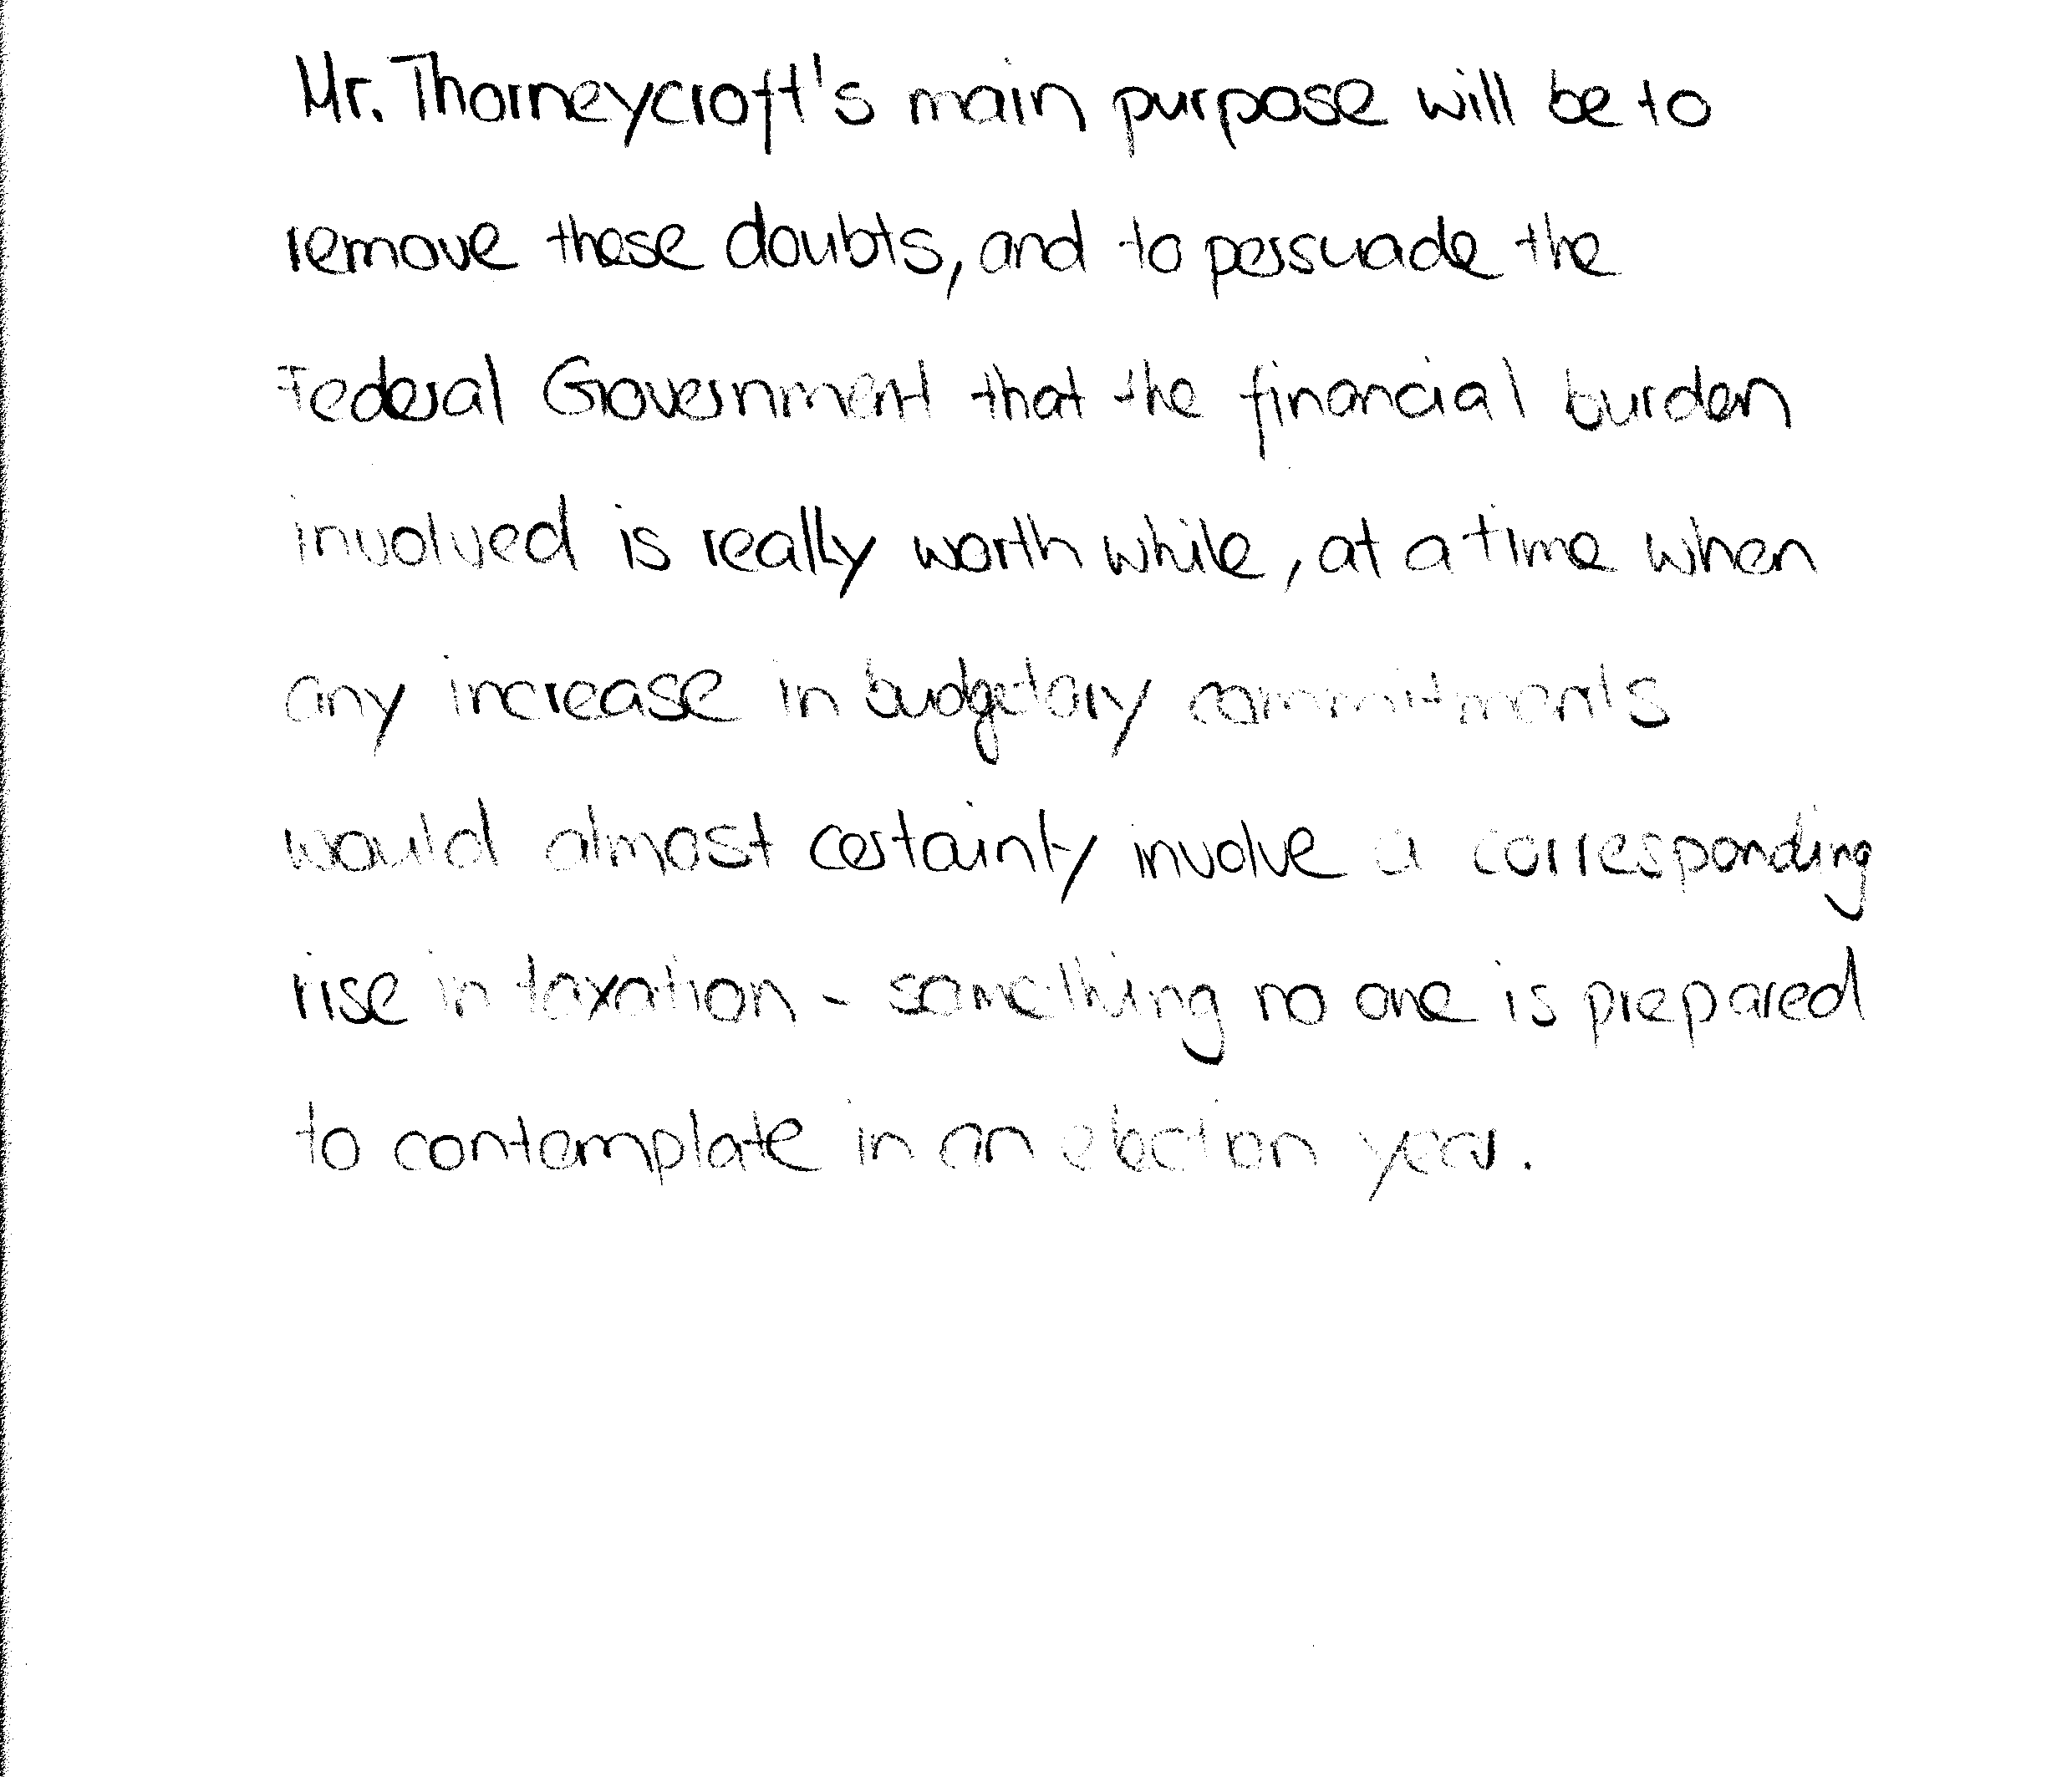 Mr. Thorneycroft's main purpose will be to
remove these doubts, and to persuade the
Federal Government that the financial burden
involved is really worth while, at a time when
any increase in budgetary commitments
would almost certainly involve a corresponding
rise in taxation - something no one is prepared
to contemplate in an election year.